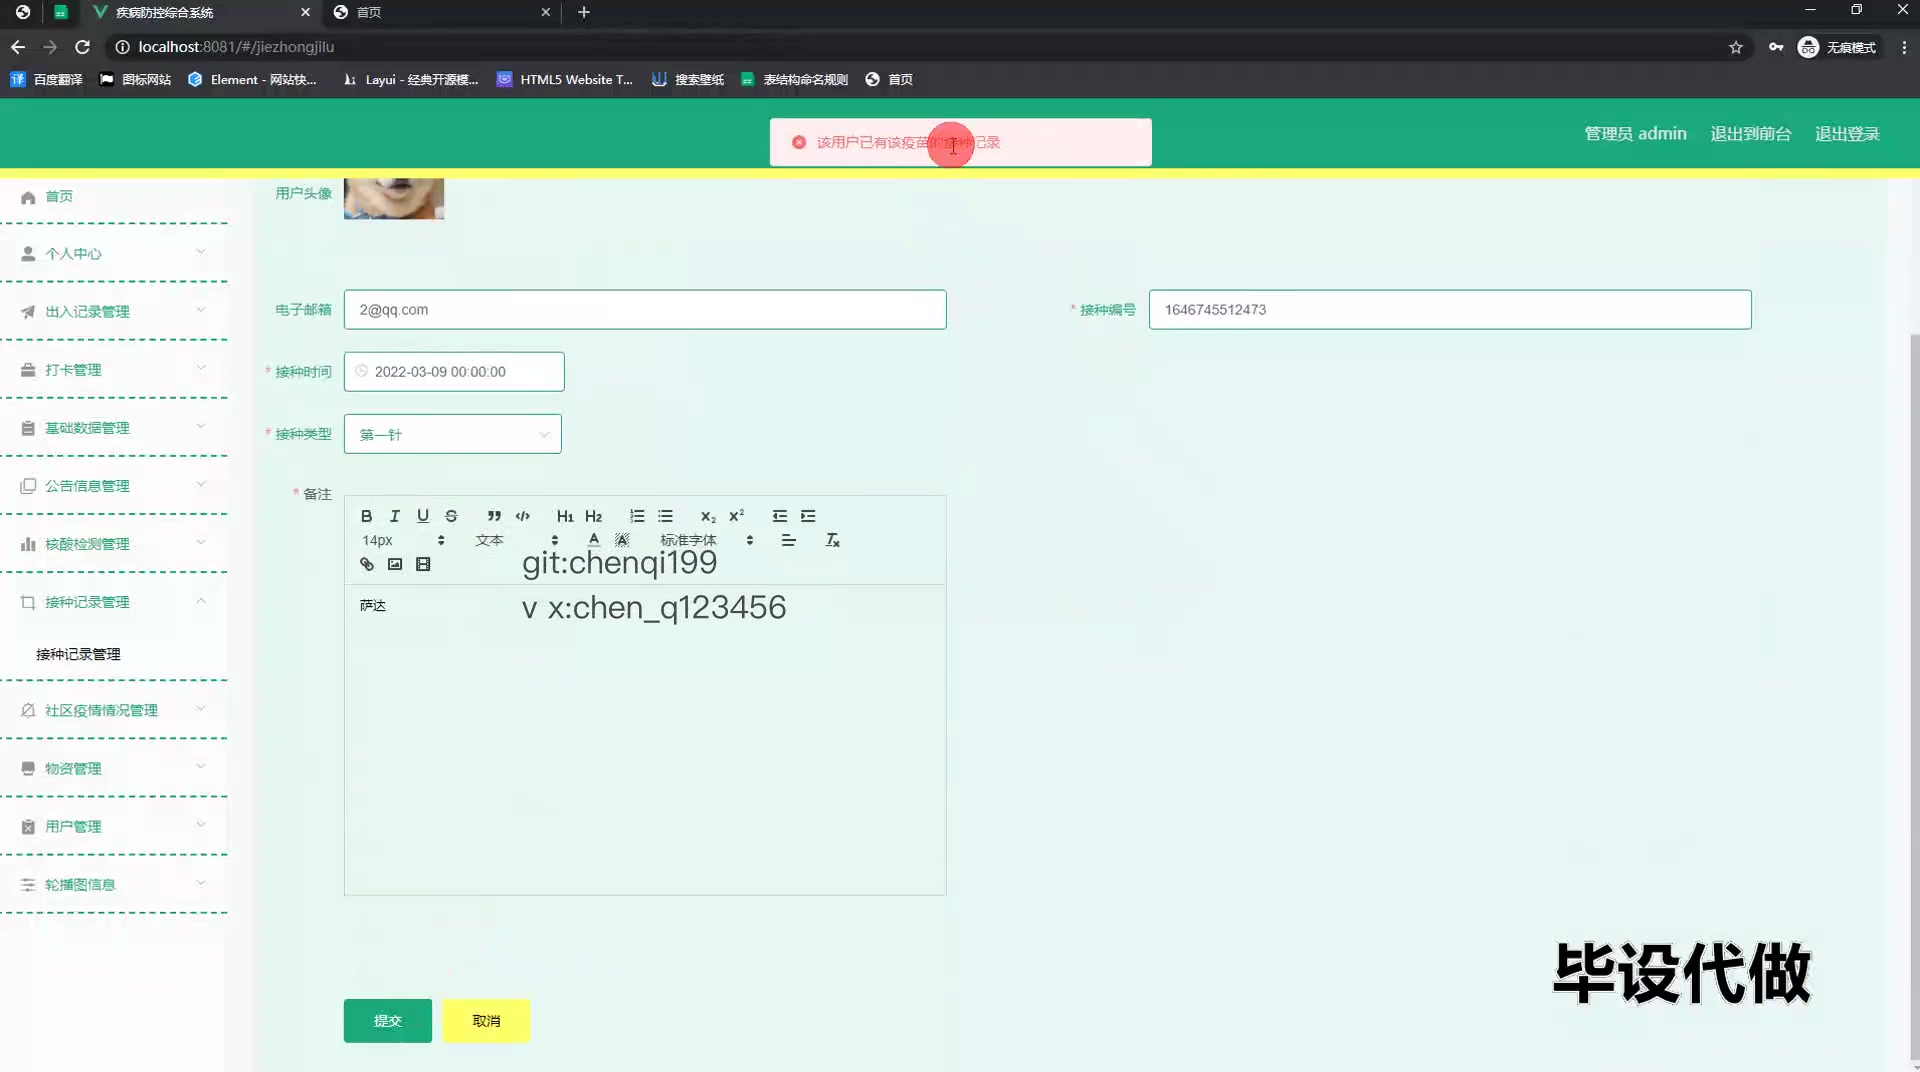 疾病防控综合系统
首页
localhost:8081/#/jiezhongjilu
无痕模式
百度翻译
图标网站
Element - 网站快...
Layui - 经典开源模...
HTML5 Website T...
搜索壁纸
表结构命名规则
首页
该用户已有该疫苗的接种记录
管理员 admin
退出到前台
退出登录
首页
个人中心
出入记录管理
打卡管理
基础数据管理
公告信息管理
核酸检测管理
接种记录管理
接种记录管理
社区疫情情况管理
物资管理
用户管理
轮播图信息
用户头像
电子邮箱
2@qq.com
* 接种编号
1646745512473
* 接种时间
2022-03-09 00:00:00
* 接种类型
第一针
* 备注
14px
文本
标准字体
git:chenqi199
萨达
v x:chen_q123456
提交
取消
毕设代做